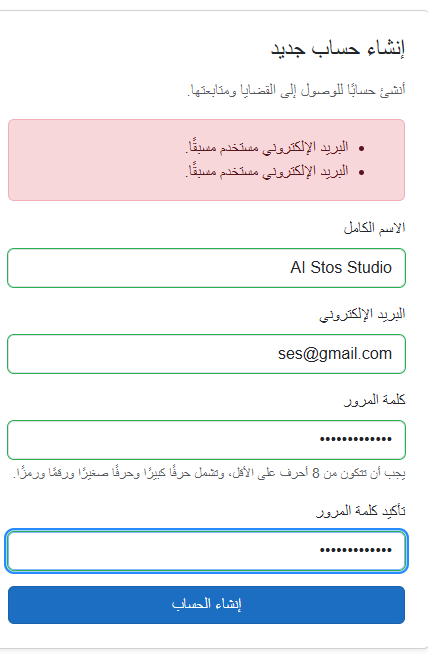 إنشاء حساب جديد
أنشئ حسابًا للوصول إلى القضايا ومتابعتها.
البريد الإلكتروني مستخدم مسبقًا.
البريد الإلكتروني مستخدم مسبقًا.
الاسم الكامل
AI Stos Studio
البريد الإلكتروني
ses@gmail.com
كلمة المرور
•••••••••••••
يجب أن تتكون من 8 أحرف على الأقل، وتشمل حرفًا كبيرًا وحرفًا صغيرًا ورقمًا ورمزًا.
تأكيد كلمة المرور
•••••••••••••
إنشاء الحساب